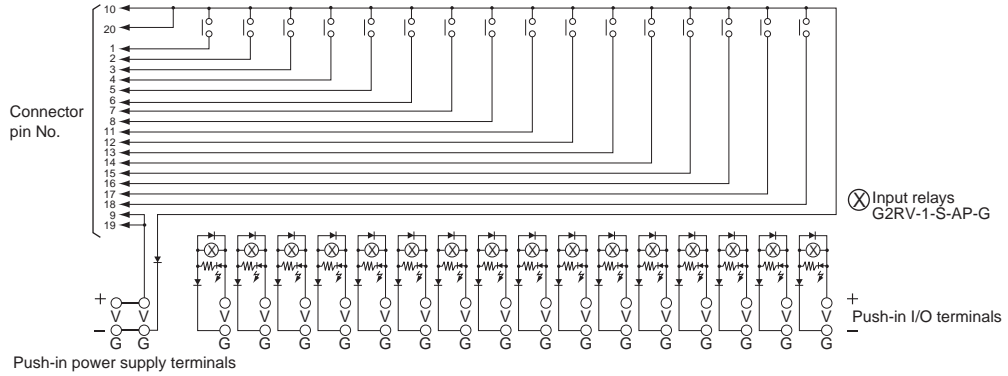 10
20
1
2
3
4
5
6
7
8
11
12
13
14
15
16
17
18
9
19
Connector
pin No.
Input relays
G2RV-1-S-AP-G
+ V V V V V V V V V V V V V V V V V V +
Push-in I/O terminals
− G G G G G G G G G G G G G G G G G G −
Push-in power supply terminals